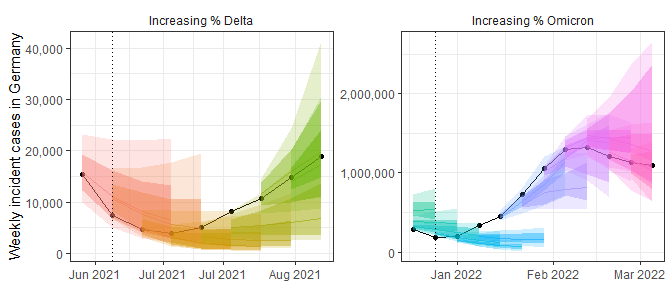 Increasing % Delta
Increasing % Omicron
Weekly incident cases in Germany
40,000
30,000
20,000
10,000
0
Jun 2021
Jul 2021
Jul 2021
Aug 2021
2,000,000
1,000,000
0
Jan 2022
Feb 2022
Mar 2022